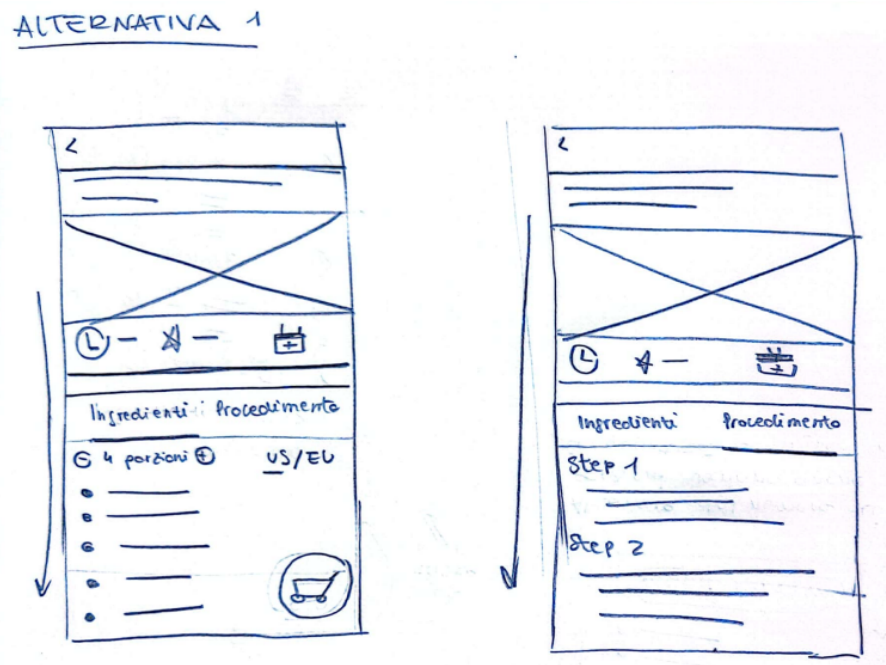 ALTERNATIVA 1
Ingredienti Procedimento
4 porzioni US/EU
Ingredienti Procedimento
Step 1
Step 2